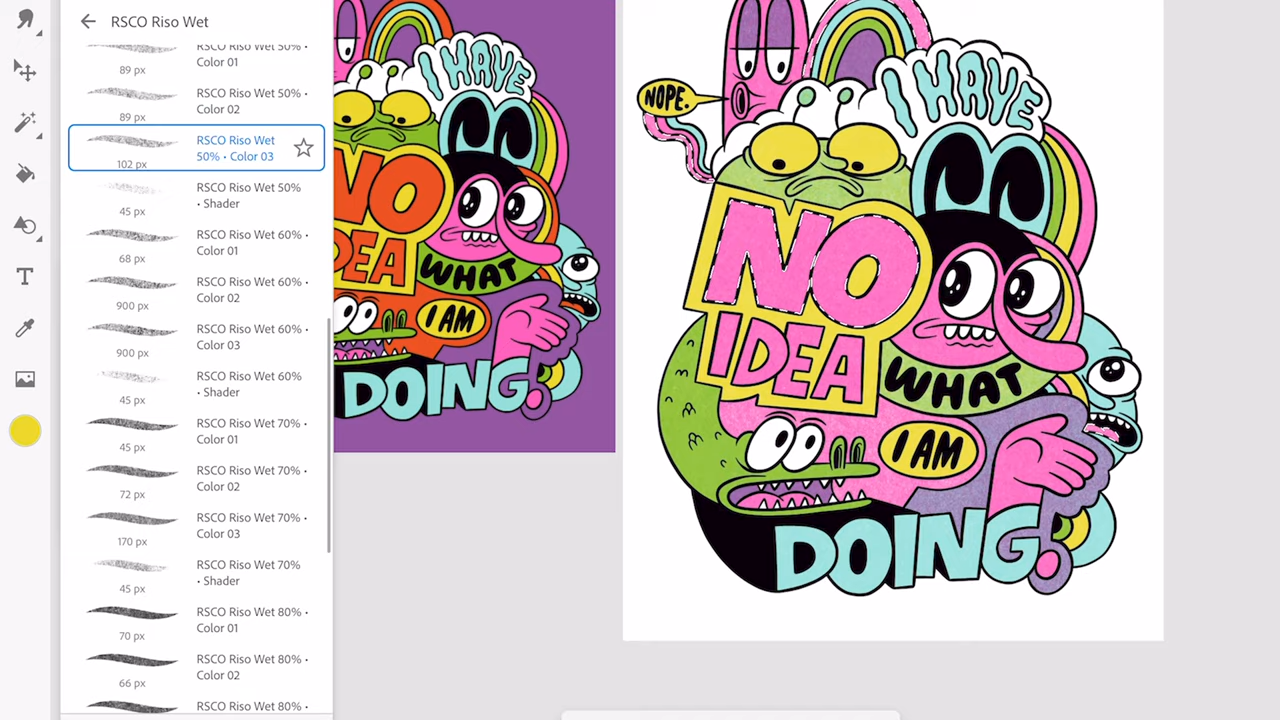 RSCO Riso Wet
RSCO Riso Wet 50% •
Color 01
89 px
RSCO Riso Wet 50% •
Color 02
89 px
RSCO Riso Wet
50% • Color 03
102 px
RSCO Riso Wet 50%
• Shader
45 px
RSCO Riso Wet 60% •
Color 01
68 px
RSCO Riso Wet 60% •
Color 02
900 px
RSCO Riso Wet 60% •
Color 03
900 px
RSCO Riso Wet 60%
• Shader
45 px
RSCO Riso Wet 70% •
Color 01
45 px
RSCO Riso Wet 70% •
Color 02
72 px
RSCO Riso Wet 70% •
Color 03
170 px
RSCO Riso Wet 70%
• Shader
45 px
RSCO Riso Wet 80% •
Color 01
70 px
RSCO Riso Wet 80% •
Color 02
66 px
RSCO Riso Wet 80% •
I HAVE
NO
IDEA
WHAT
I AM
DOING!
NOPE.
I HAVE
NO
IDEA
WHAT
I AM
DOING!